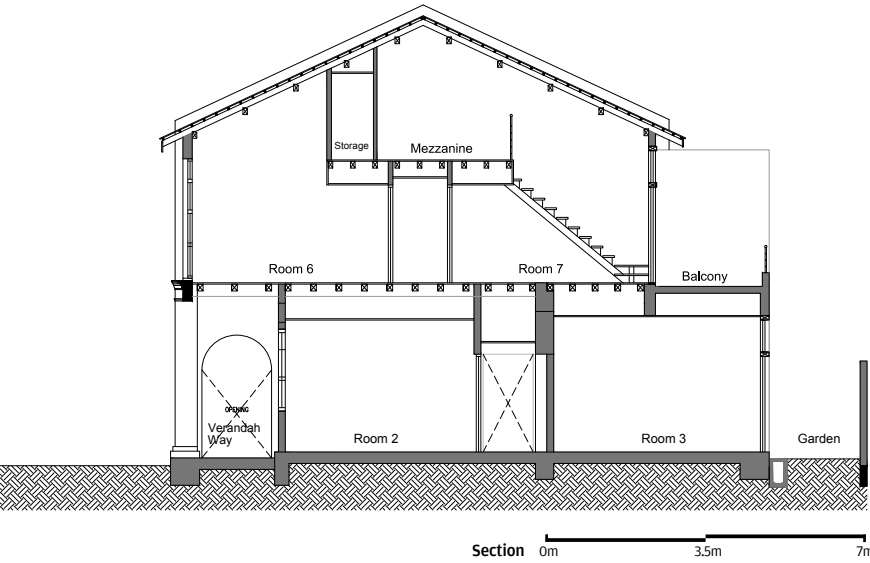 Storage
Mezzanine
Room 6
Room 7
Balcony
OPENING
Verandah
Way
Room 2
Room 3
Garden
Section 0m 3.5m 7m